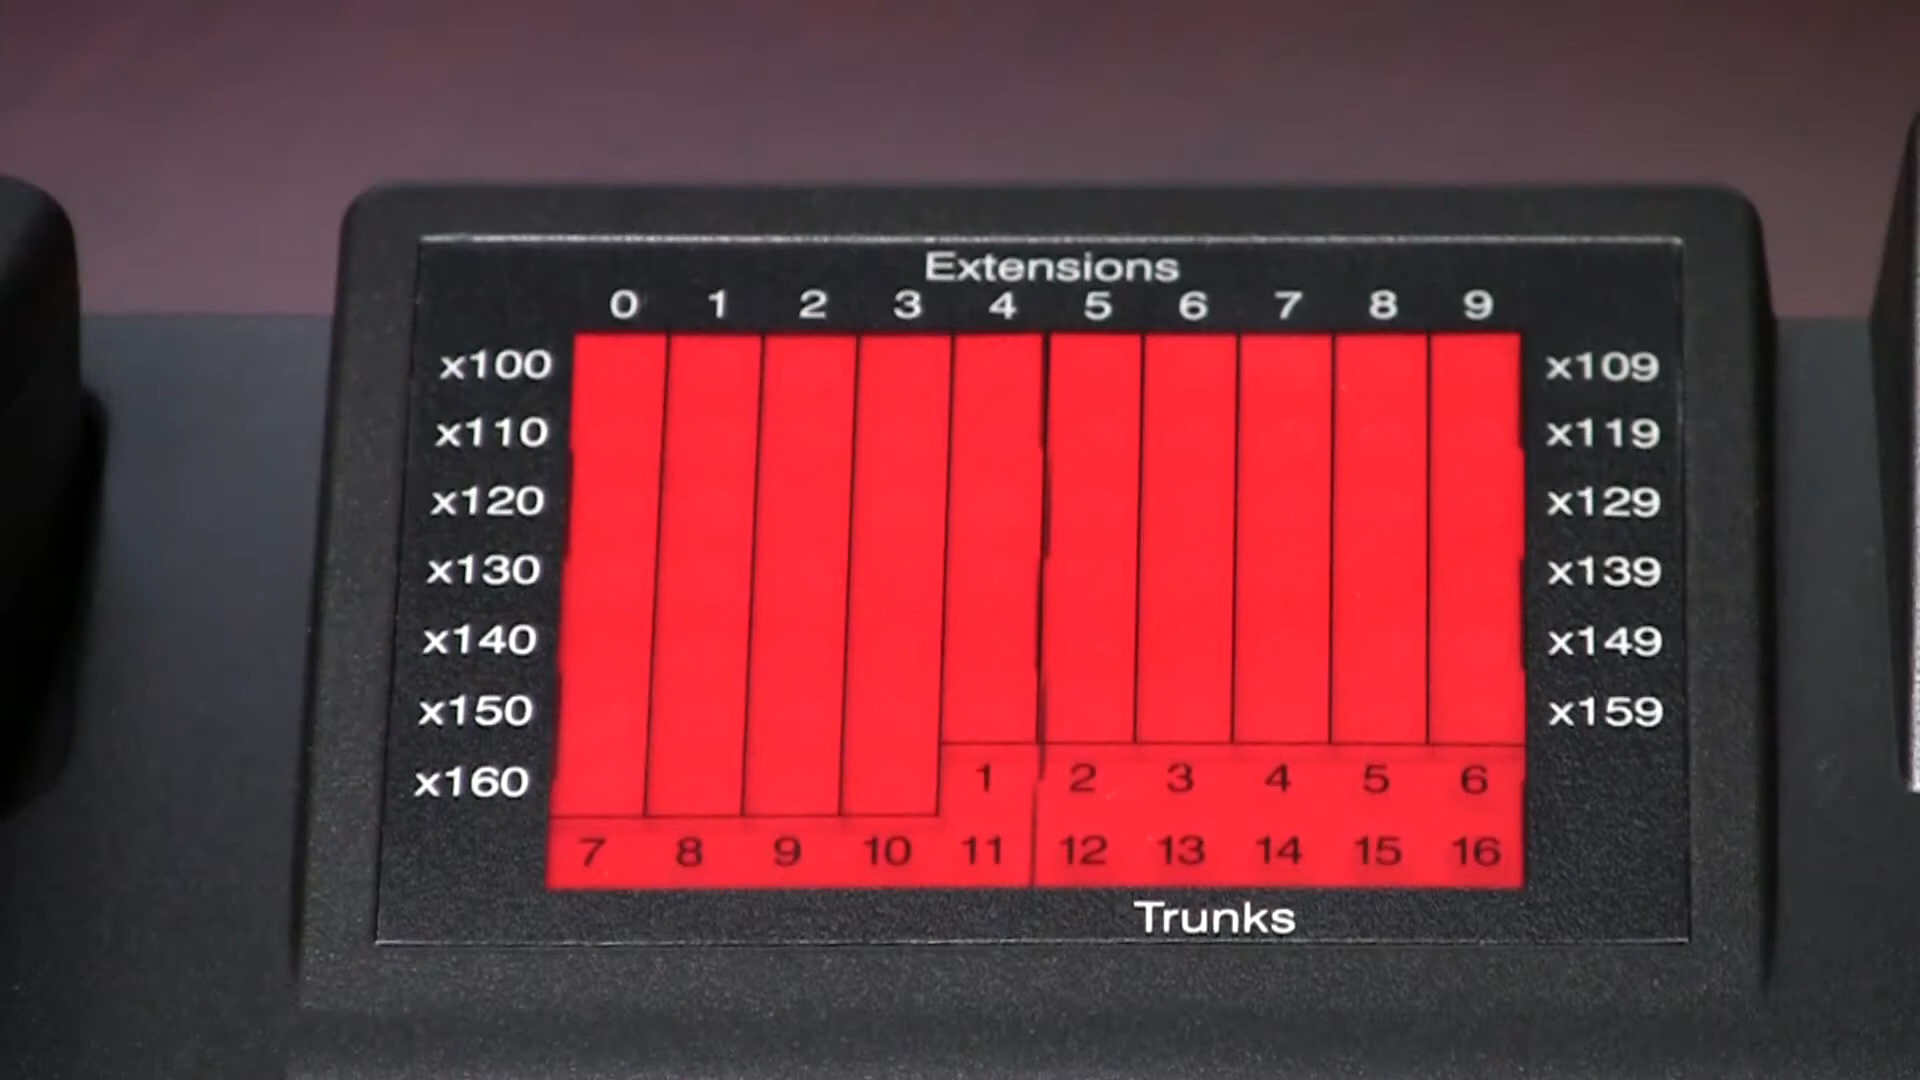 Extensions
0 1 2 3 4 5 6 7 8 9
x100 x109
x110 x119
x120 x129
x130 x139
x140 x149
x150 x159
x160 1 2 3 4 5 6
7 8 9 10 11 12 13 14 15 16
Trunks